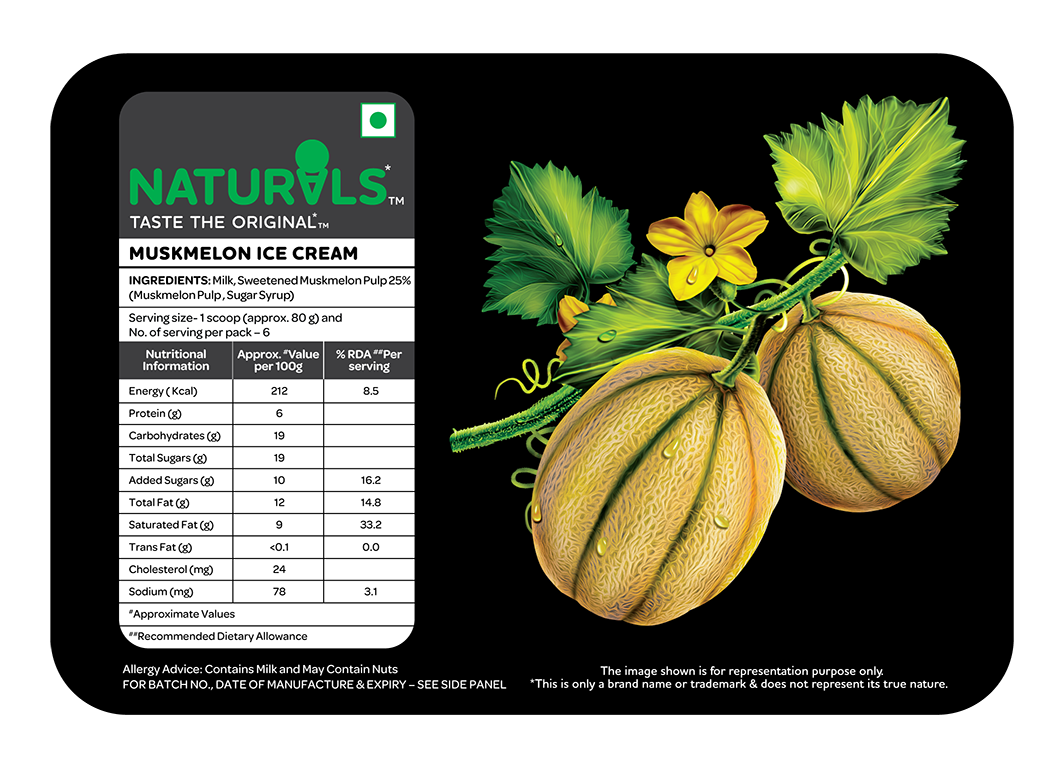 NATURALS*™
TASTE THE ORIGINAL*™
MUSKMELON ICE CREAM
INGREDIENTS: Milk, Sweetened Muskmelon Pulp 25%
(Muskmelon Pulp , Sugar Syrup)
Serving size- 1 scoop (approx. 80 g) and
No. of serving per pack – 6
Nutritional Information Approx. #Value per 100g % RDA ##Per serving
Energy ( Kcal) 212 8.5
Protein (g) 6
Carbohydrates (g) 19
Total Sugars (g) 19
Added Sugars (g) 10 16.2
Total Fat (g) 12 14.8
Saturated Fat (g) 9 33.2
Trans Fat (g) <0.1 0.0
Cholesterol (mg) 24
Sodium (mg) 78 3.1
#Approximate Values
##Recommended Dietary Allowance
Allergy Advice: Contains Milk and May Contain Nuts
FOR BATCH NO., DATE OF MANUFACTURE & EXPIRY – SEE SIDE PANEL
The image shown is for representation purpose only.
*This is only a brand name or trademark & does not represent its true nature.